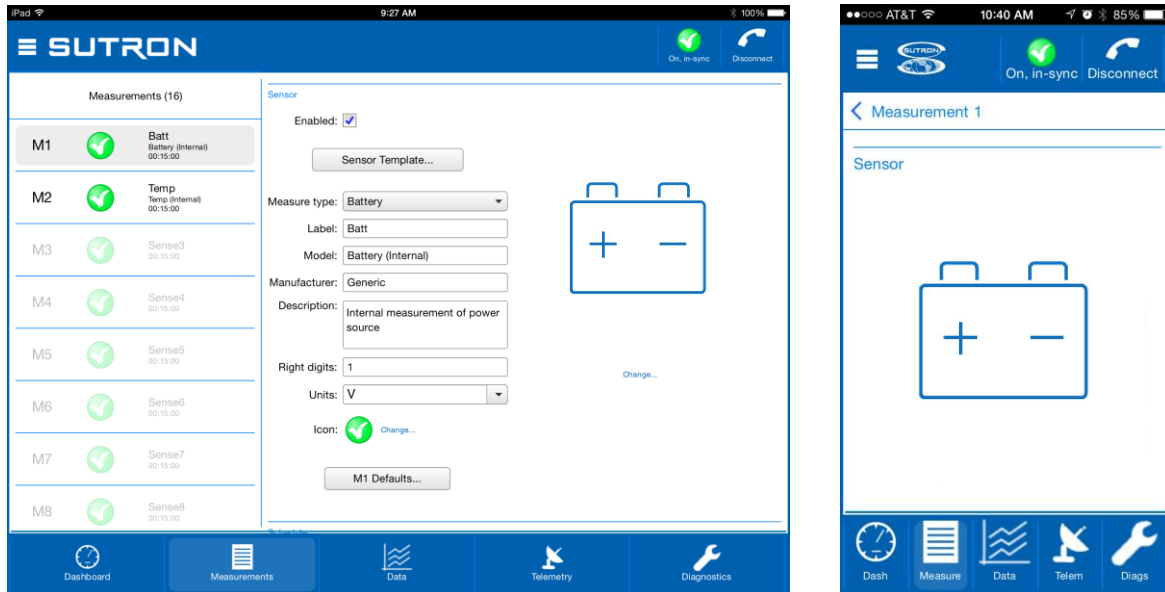 iPad
9:27 AM
100%
SUTRON
On, in-sync
Disconnect
Measurements (16)
M1
Batt
Battery (Internal)
00:15:00
M2
Temp
Temp (Internal)
00:15:00
M3
Sense3
00:15:00
M4
Sense4
00:15:00
M5
Sense5
00:15:00
M6
Sense6
00:15:00
M7
Sense7
00:15:00
M8
Sense8
00:15:00
Sensor
Enabled:
Sensor Template...
Measure type: Battery
Label: Batt
Model: Battery (Internal)
Manufacturer: Generic
Description: Internal measurement of power
source
Right digits: 1
Units: V
Icon: Change...
M1 Defaults...
Change...
Schedule
Dashboard
Measurements
Data
Telemetry
Diagnostics
AT&T
10:40 AM
85%
SUTRON
On, in-sync
Disconnect
Measurement 1
Sensor
Dash
Measure
Data
Telem
Diags